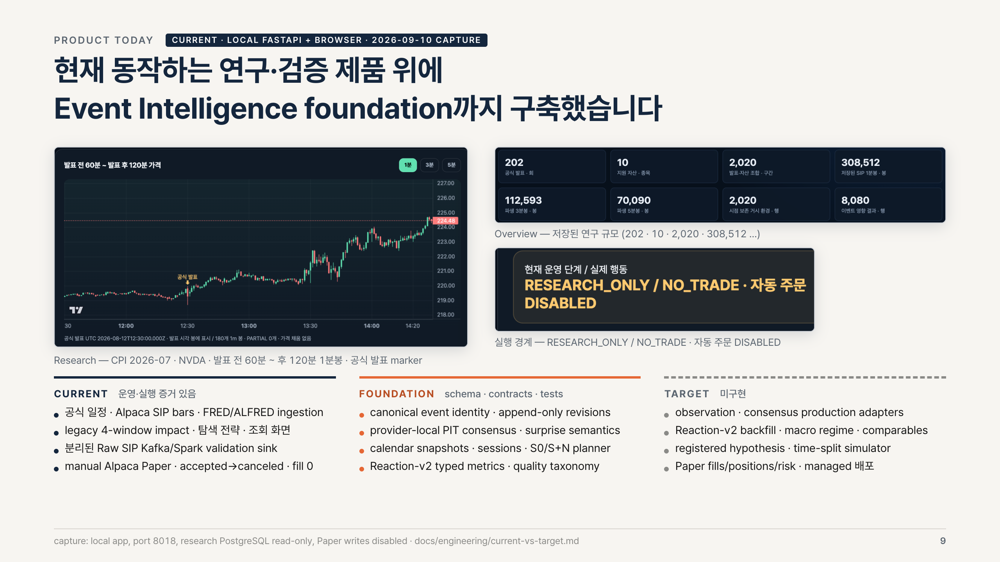 PRODUCT TODAY CURRENT · LOCAL FASTAPI + BROWSER · 2026-09-10 CAPTURE
현재 동작하는 연구·검증 제품 위에
Event Intelligence foundation까지 구축했습니다
발표 전 60분 ~ 발표 후 120분 가격
1분 3분 5분
227.00
226.00
225.00
224.48
224.00
223.00
222.00
221.00
220.00
219.00
218.00
공식 발표
30 12:00 12:30 13:00 13:30 14:00 14:20
공식 발표 UTC 2026-08-12T12:30:00.000Z · 발표 시각 봉에 표시 / 180개 1m 봉 · PARTIAL 0개 · 가격 채움 없음
Research — CPI 2026-07 · NVDA · 발표 전 60분 ~ 후 120분 1분봉 · 공식 발표 marker
202 10 2,020 308,512
공식 발표 · 회 지원 자산 · 종목 발표·자산 조합 · 구간 저장된 SIP 1분봉 · 봉
112,593 70,090 2,020 8,080
파생 3분봉 · 봉 파생 5분봉 · 봉 시점 보존 거시 환경 · 행 이벤트 영향 결과 · 행
Overview — 저장된 연구 규모 (202 · 10 · 2,020 · 308,512 ...)
현재 운영 단계 / 실제 행동
RESEARCH_ONLY / NO_TRADE · 자동 주문
DISABLED
실행 경계 — RESEARCH_ONLY / NO_TRADE · 자동 주문 DISABLED
CURRENT 운영·실행 증거 있음
공식 일정 · Alpaca SIP bars · FRED/ALFRED ingestion
legacy 4-window impact · 탐색 전략 · 조회 화면
분리된 Raw SIP Kafka/Spark validation sink
manual Alpaca Paper · accepted→canceled · fill 0
FOUNDATION schema · contracts · tests
canonical event identity · append-only revisions
provider-local PIT consensus · surprise semantics
calendar snapshots · sessions · S0/S+N planner
Reaction-v2 typed metrics · quality taxonomy
TARGET 미구현
observation · consensus production adapters
Reaction-v2 backfill · macro regime · comparables
registered hypothesis · time-split simulator
Paper fills/positions/risk · managed 배포
capture: local app, port 8018, research PostgreSQL read-only, Paper writes disabled · docs/engineering/current-vs-target.md
9